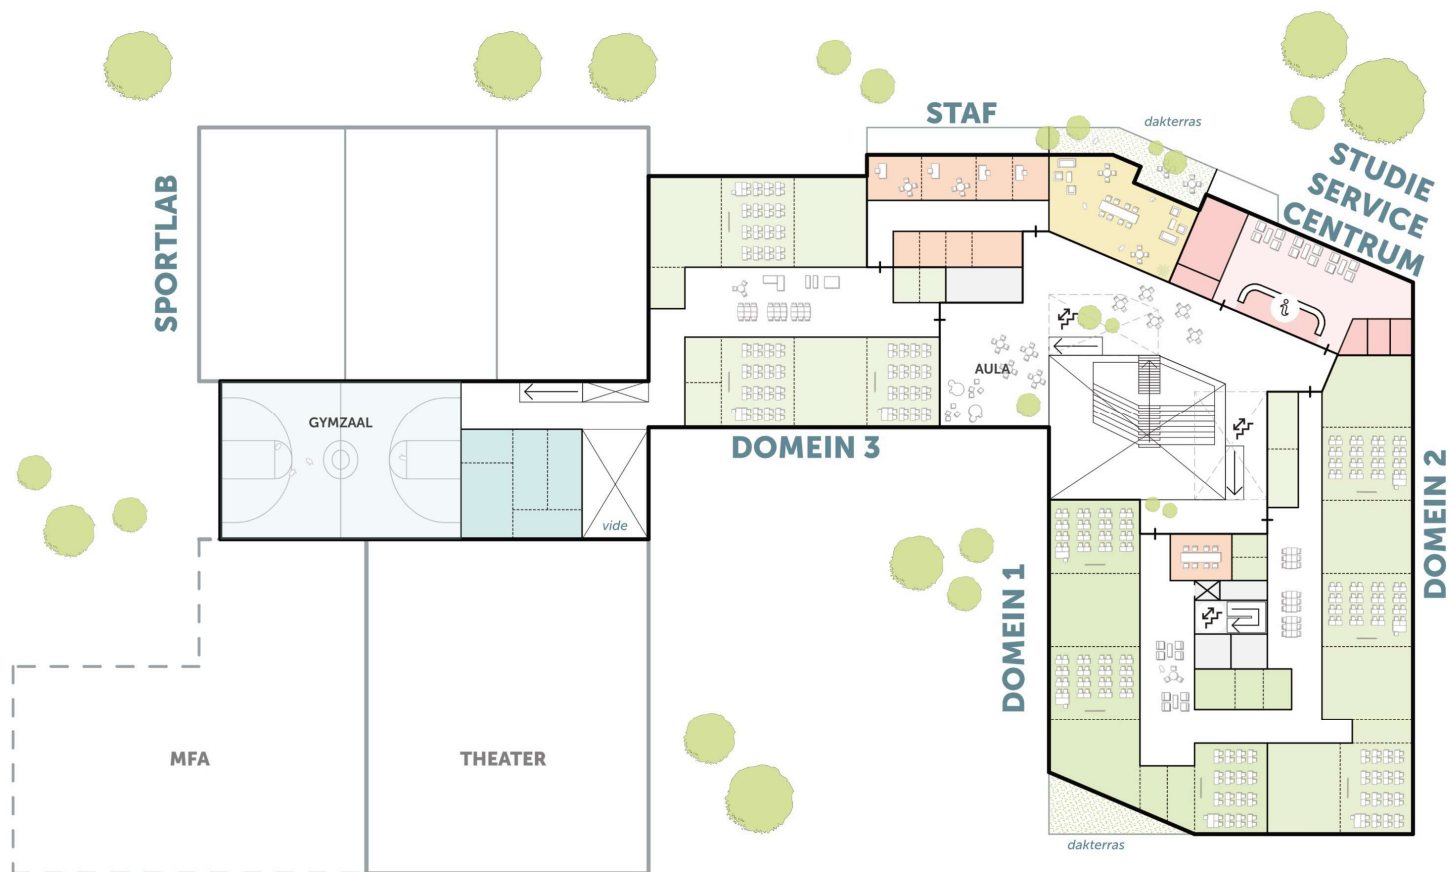 STAF
dakterras
STUDIE
SERVICE
CENTRUM
SPORTLAB
i
AULA
GYMZAAL
DOMEIN 3
DOMEIN 2
vide
DOMEIN 1
MFA
THEATER
dakterras